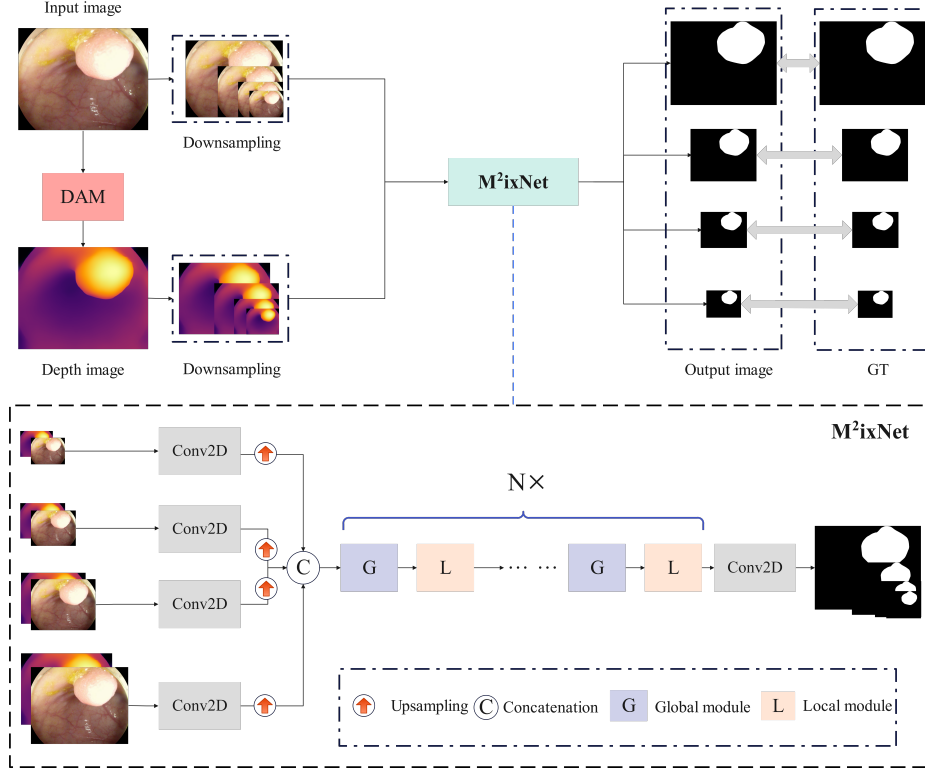 Input image
Downsampling
DAM
M²ixNet
Depth image
Downsampling
Output image
GT
M²ixNet
Conv2D
N×
Conv2D
C
G
L
... ...
G
L
Conv2D
Conv2D
Conv2D
Upsampling
C
Concatenation
G
Global module
L
Local module